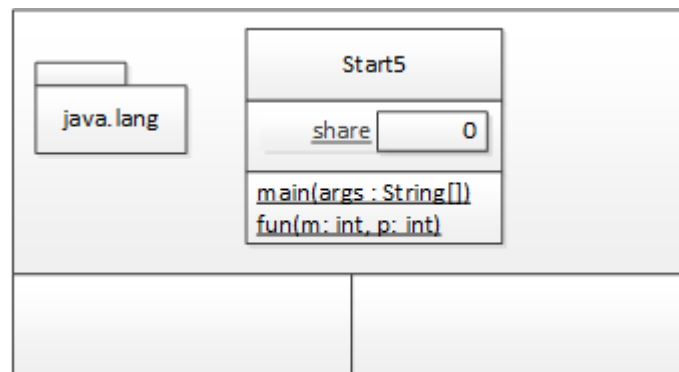 java.lang
Start5
share 0
main(args : String[])
fun(m: int, p: int)